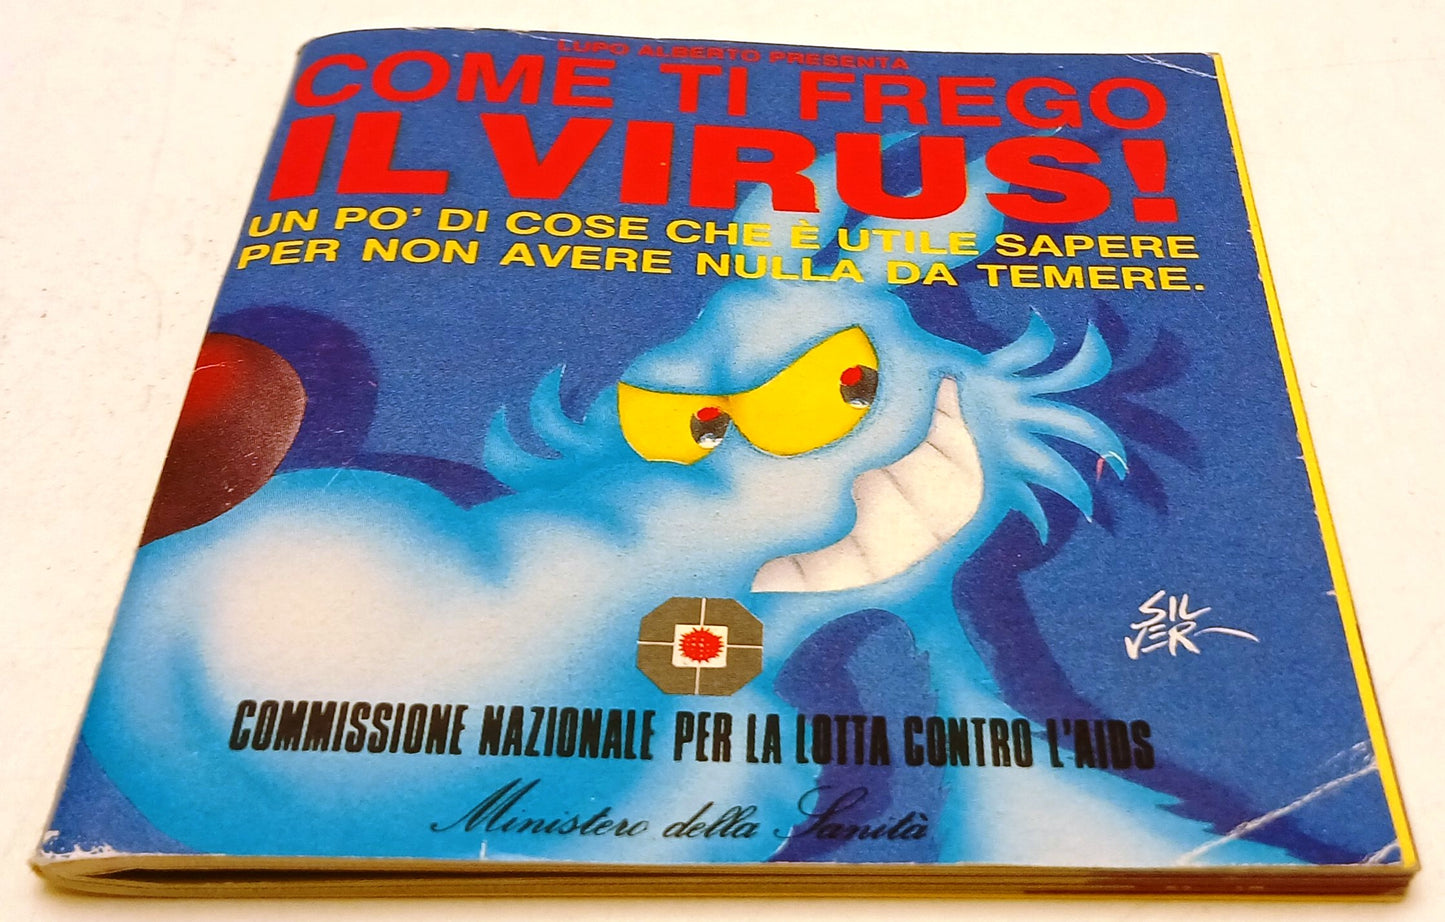 LUPO ALBERTO PRESENTA
COME TI FREGO
IL VIRUS!
UN PO' DI COSE CHE È UTILE SAPERE
PER NON AVERE NULLA DA TEMERE.
SILVER
COMMISSIONE NAZIONALE PER LA LOTTA CONTRO L'AIDS
Ministero della Sanità